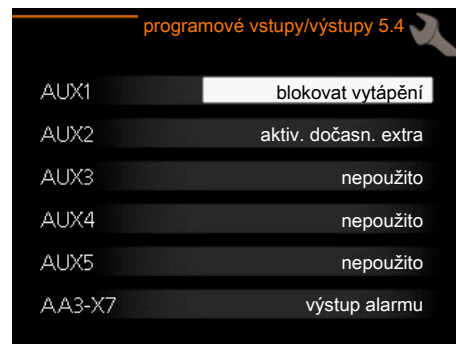 programové vstupy/výstupy 5.4
AUX1 blokovat vytápění
AUX2 aktiv. dočasn. extra
AUX3 nepoužito
AUX4 nepoužito
AUX5 nepoužito
AA3-X7 výstup alarmu